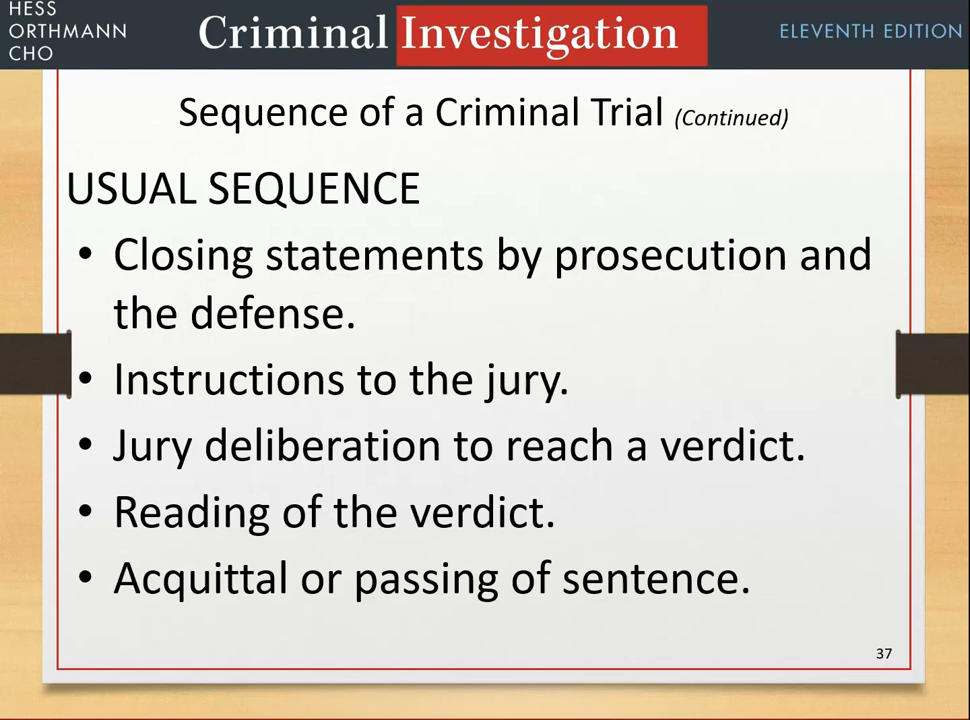 HESS
ORTHMANN
CHO
Criminal Investigation
ELEVENTH EDITION
Sequence of a Criminal Trial (Continued)
USUAL SEQUENCE
• Closing statements by prosecution and
the defense.
• Instructions to the jury.
• Jury deliberation to reach a verdict.
• Reading of the verdict.
• Acquittal or passing of sentence.
37